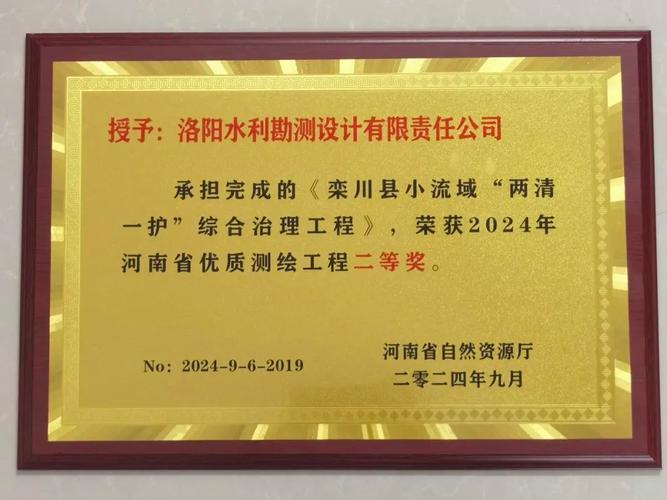 授予：洛阳水利勘测设计有限责任公司
承担完成的《栾川县小流域“两清
一护”综合治理工程》，荣获2024年
河南省优质测绘工程二等奖。
河南省自然资源厅
No：2024-9-6-2019
二零二四年九月